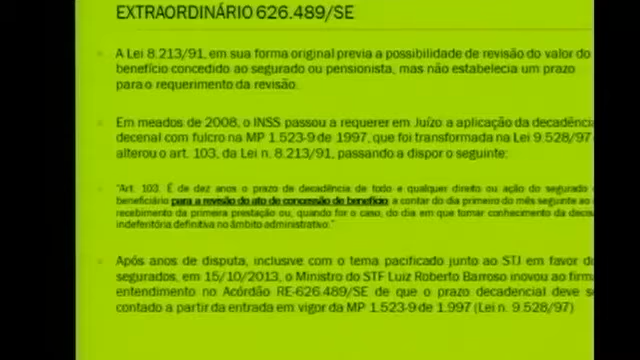 EXTRAORDINÁRIO 626.489/SE
A Lei 8.213/91, em sua forma original previa a possibilidade de revisão do valor do
benefício concedido ao segurado ou pensionista, mas não estabelecia um prazo
para o requerimento da revisão.
Em meados de 2008, o INSS passou a requerer em Juízo a aplicação da decadência
decenal com fulcro na MP 1.523-9 de 1997, que foi transformada na Lei 9.528/97
alterou o art. 103, da Lei n. 8.213/91, passando a dispor o seguinte:
"Art. 103. É de dez anos o prazo de decadência de todo e qualquer direito ou ação do segurado
beneficiário para a revisão do ato de concessão de benefício, a contar do dia primeiro do mês seguinte ao
recebimento da primeira prestação ou, quando for o caso, do dia em que tomar conhecimento da
indeferitória definitiva no âmbito administrativo."
Após anos de disputa, inclusive com o tema pacificado junto ao STJ em favor
segurados, em 15/10/2013, o Ministro do STF Luiz Roberto Barroso inovou ao
entendimento no Acórdão RE-626.489/SE de que o prazo decadencial deve
contado a partir da entrada em vigor da MP 1.523-9 de 1.997 (Lei n. 9.528/97)